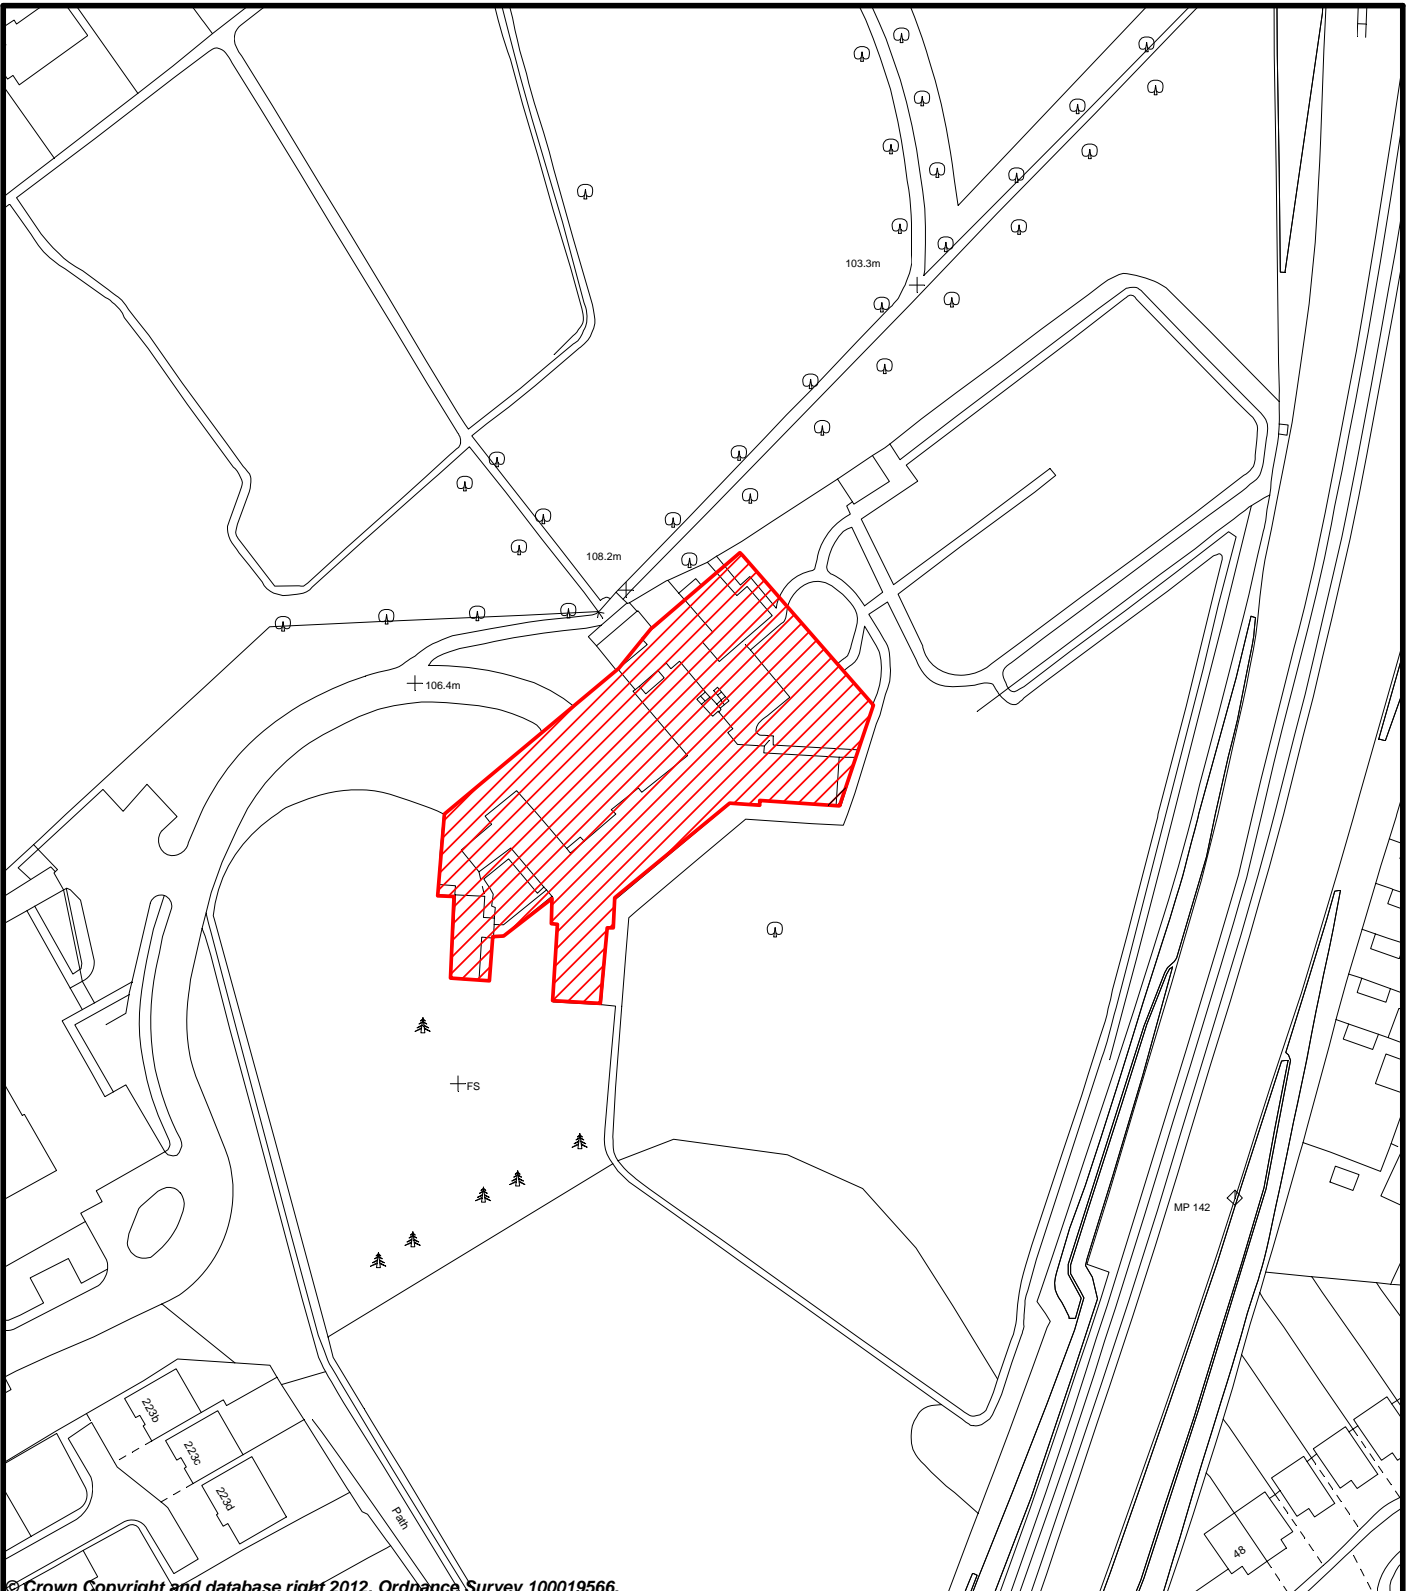 103.3m
108.2m
106.4m
FS
MP 142
223b
223c
223d
Path
48
© Crown Copyright and database right 2012. Ordnance Survey 100019566.